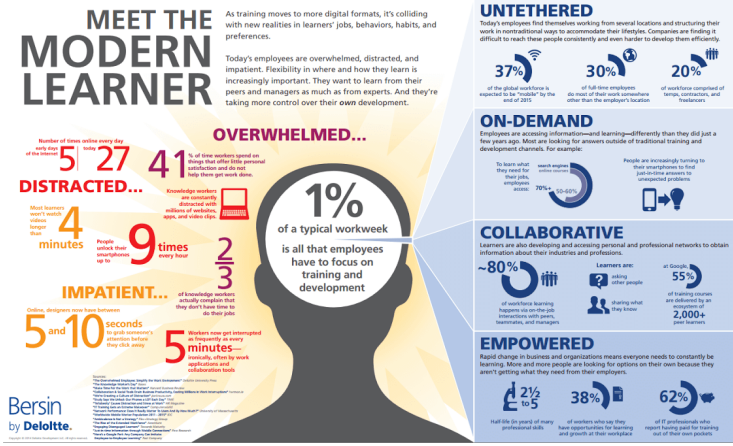 MEET THE
MODERN
LEARNER
As training moves to more digital formats, it's colliding
with new realities in learners' jobs, behaviors, habits, and
preferences.
Today's employees are overwhelmed, distracted, and
impatient. Flexibility in where and how they learn is
increasingly important. They want to learn from their
peers and managers as much as from experts. And they're
taking more control over their own development.
OVERWHELMED...
Number of times online every day
early days
of the Internet
5
today
27
41
% of time workers spend on
things that offer little personal
satisfaction and do not
help them get work done.
DISTRACTED...
Knowledge workers
are constantly
distracted with
millions of websites,
apps, and video clips.
Most learners
won't watch
videos
longer
than
4
minutes
People
unlock their
smartphones
up to
9 times
every hour
2
3
of knowledge workers
actually complain that
they don't have time to
do their jobs
IMPATIENT...
Online, designers now have between
5 and 10 seconds
to grab someone's
attention before
they click away
5
Workers now get interrupted
as frequently as every
minutes—
ironically, often by work
applications and
collaboration tools
1%
of a typical workweek
is all that employees
have to focus on
training and
development
Bersin
by Deloitte.
UNTETHERED
Today's employees find themselves working from several locations and structuring their
work in nontraditional ways to accommodate their lifestyles. Companies are finding it
difficult to reach these people consistently and even harder to develop them efficiently.
37%
of the global workforce is
expected to be "mobile" by the
end of 2015
30%
of full-time employees
do most of their work somewhere
other than the employer's location
20%
of workforce comprised of
temps, contractors, and
freelancers
ON-DEMAND
Employees are accessing information—and learning—differently than they did just a
few years ago. Most are looking for answers outside of traditional training and
development channels. For example:
To learn what
they need for
their jobs,
employees
access:
search engines
online courses
70%+
50-60%
People are increasingly turning to
their smartphones to find
just-in-time answers to
unexpected problems
COLLABORATIVE
Learners are also developing and accessing personal and professional networks to obtain
information about their industries and professions.
~80%
of workforce learning
happens via on-the-job
interactions with peers,
teammates, and managers
Learners are:
asking
other people
sharing what
they know
at Google,
55%
of training courses
are delivered by an
ecosystem of
2,000+
peer learners
EMPOWERED
Rapid change in business and organizations means everyone needs to constantly be
learning. More and more people are looking for options on their own because they
aren't getting what they need from their employers.
2½
to 5
Half-life (in years) of many
professional skills
38%
of workers who say they
have opportunities for learning
and growth at their workplace
62%
of IT professionals who
report having paid for training
out of their own pockets